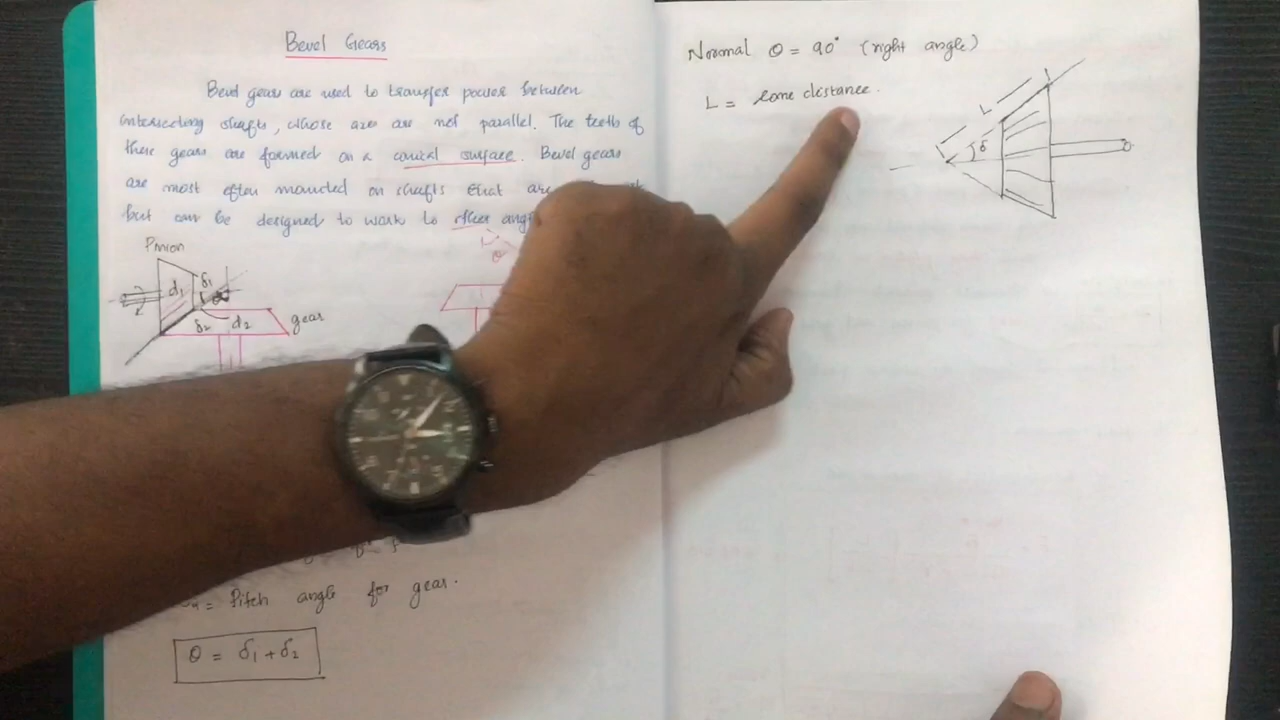 Bevel Gears
Bevel gears are used to transfer power between
intersecting shafts, whose axes are not parallel. The teeth of
these gears are formed on a conical surface. Bevel gears
are most often mounded on shafts that are
but can be designed to work to other
Pinion
d1 δ1
θ
δ2 d2 gear
θ
= Pitch angle for gear.
θ = δ1 + δ2
Normal θ = 90° (right angle)
L = cone distance.
L
δ